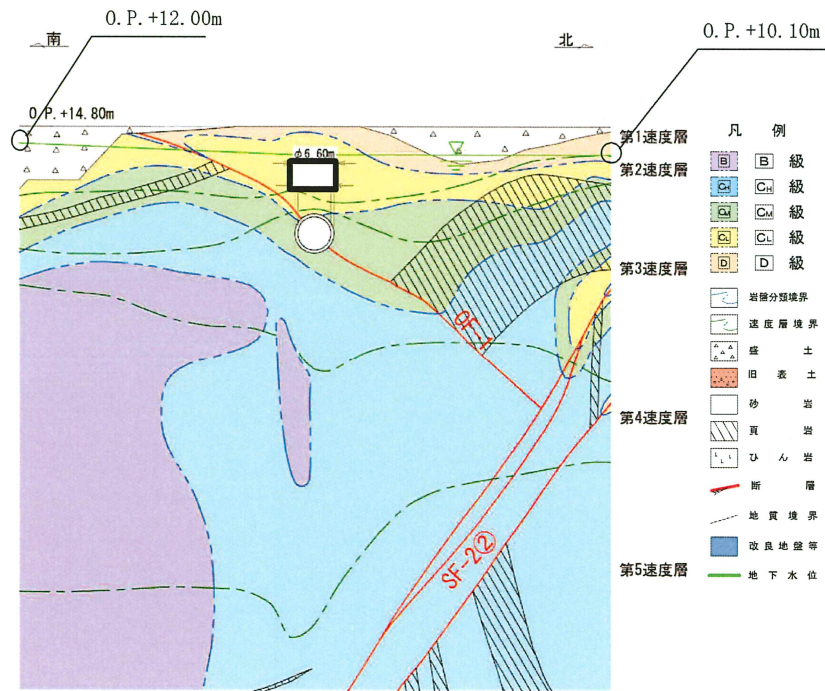 O.P.+12.00m
O.P.+10.10m
南
北
O.P.+14.80m
φ6.60m
第1速度層
第2速度層
第3速度層
第4速度層
第5速度層
SF-2②
凡 例
B B 級
CH CH 級
CM CM 級
CL CL 級
D D 級
岩盤分類境界
速度層境界
盛 土
旧 表 土
砂 岩
頁 岩
ひ ん 岩
断 層
地 質 境 界
改 良 地 盤 等
地 下 水 位